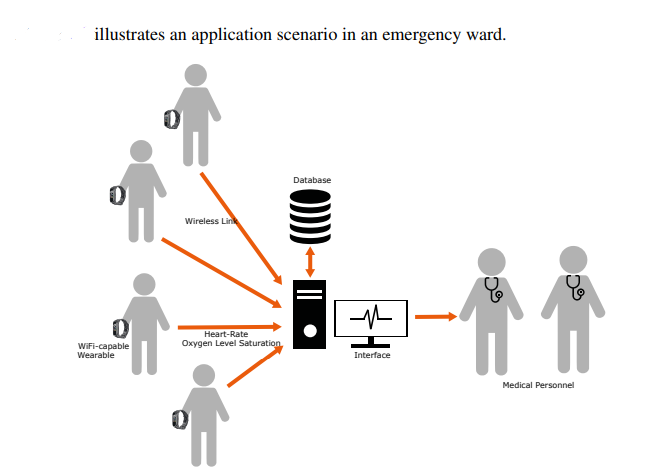 illustrates an application scenario in an emergency ward.
Database
Wireless Link
Heart-Rate
Oxygen Level Saturation
WiFi-capable
Wearable
Interface
Medical Personnel